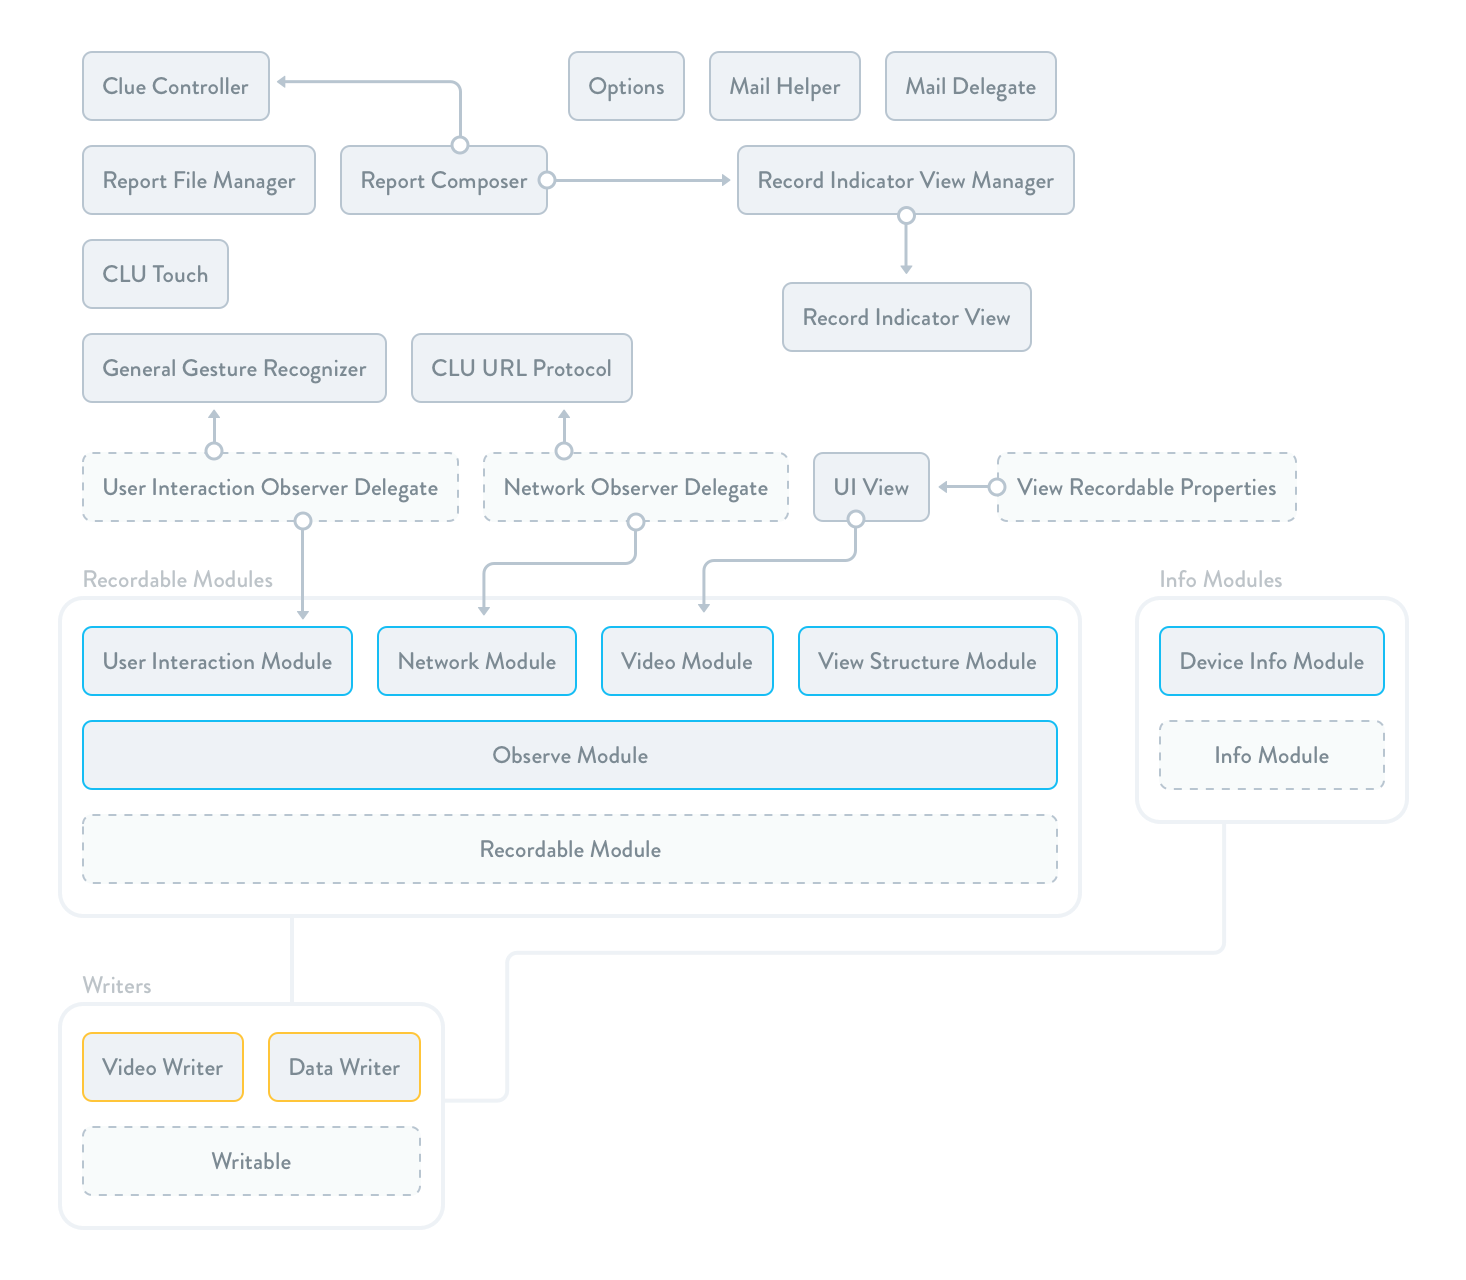 Clue Controller
Options
Mail Helper
Mail Delegate
Report File Manager
Report Composer
Record Indicator View Manager
CLU Touch
Record Indicator View
General Gesture Recognizer
CLU URL Protocol
User Interaction Observer Delegate
Network Observer Delegate
UI View
View Recordable Properties
Recordable Modules
Info Modules
User Interaction Module
Network Module
Video Module
View Structure Module
Device Info Module
Observe Module
Info Module
Recordable Module
Writers
Video Writer
Data Writer
Writable